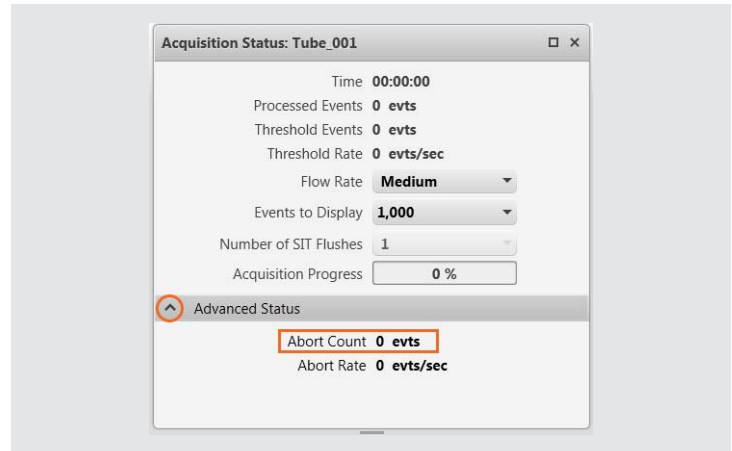 Acquisition Status: Tube_001
Time 00:00:00
Processed Events 0 evts
Threshold Events 0 evts
Threshold Rate 0 evts/sec
Flow Rate Medium
Events to Display 1,000
Number of SIT Flushes 1
Acquisition Progress 0 %
Advanced Status
Abort Count 0 evts
Abort Rate 0 evts/sec